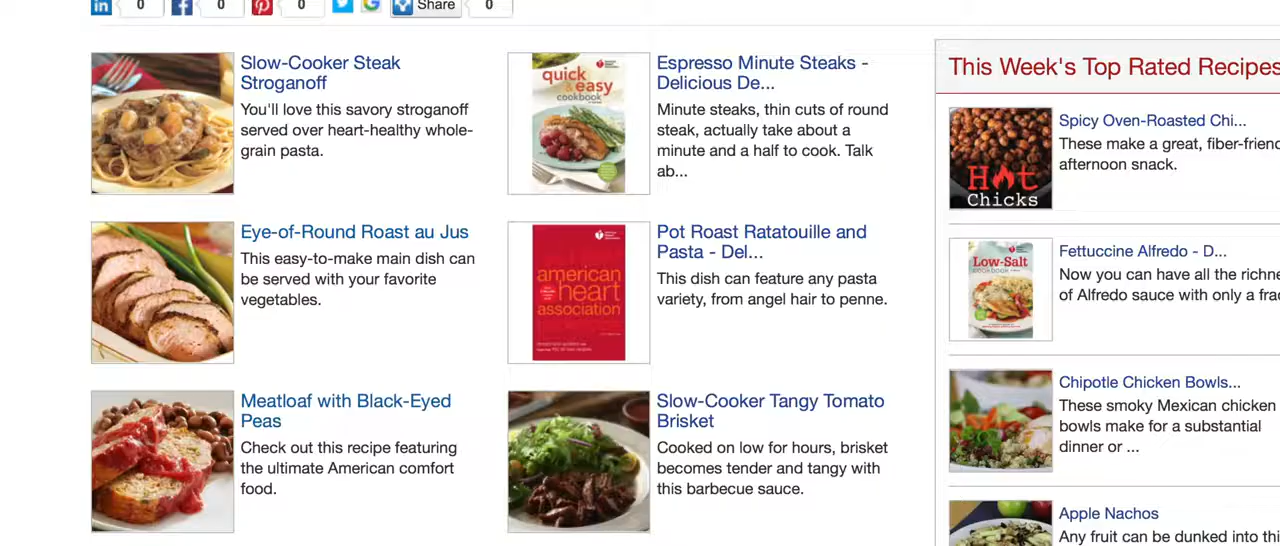 0
0
0
Share
0
Slow-Cooker Steak
Stroganoff
You'll love this savory stroganoff
served over heart-healthy whole-
grain pasta.
quick
& easy
cookbook
Espresso Minute Steaks -
Delicious De...
Minute steaks, thin cuts of round
steak, actually take about a
minute and a half to cook. Talk
ab...
Eye-of-Round Roast au Jus
This easy-to-make main dish can
be served with your favorite
vegetables.
american
heart
association
Pot Roast Ratatouille and
Pasta - Del...
This dish can feature any pasta
variety, from angel hair to penne.
Meatloaf with Black-Eyed
Peas
Check out this recipe featuring
the ultimate American comfort
food.
Slow-Cooker Tangy Tomato
Brisket
Cooked on low for hours, brisket
becomes tender and tangy with
this barbecue sauce.
This Week's Top Rated Recipes
Hot
Chicks
Spicy Oven-Roasted Chi...
These make a great, fiber-frien
afternoon snack.
Low-Salt
cookbook
Fettuccine Alfredo - D...
Now you can have all the richne
of Alfredo sauce with only a fra
Chipotle Chicken Bowls...
These smoky Mexican chicken
bowls make for a substantial
dinner or ...
Apple Nachos
Any fruit can be dunked into thi